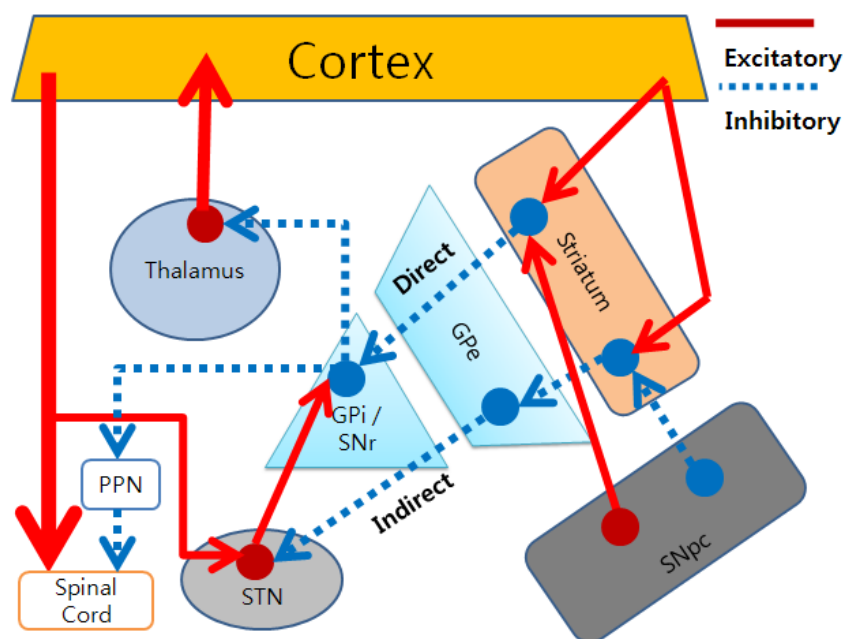 Cortex
Excitatory
Inhibitory
Thalamus
Direct
Striatum
GPe
GPi /
SNr
PPN
Indirect
SNpc
Spinal
Cord
STN